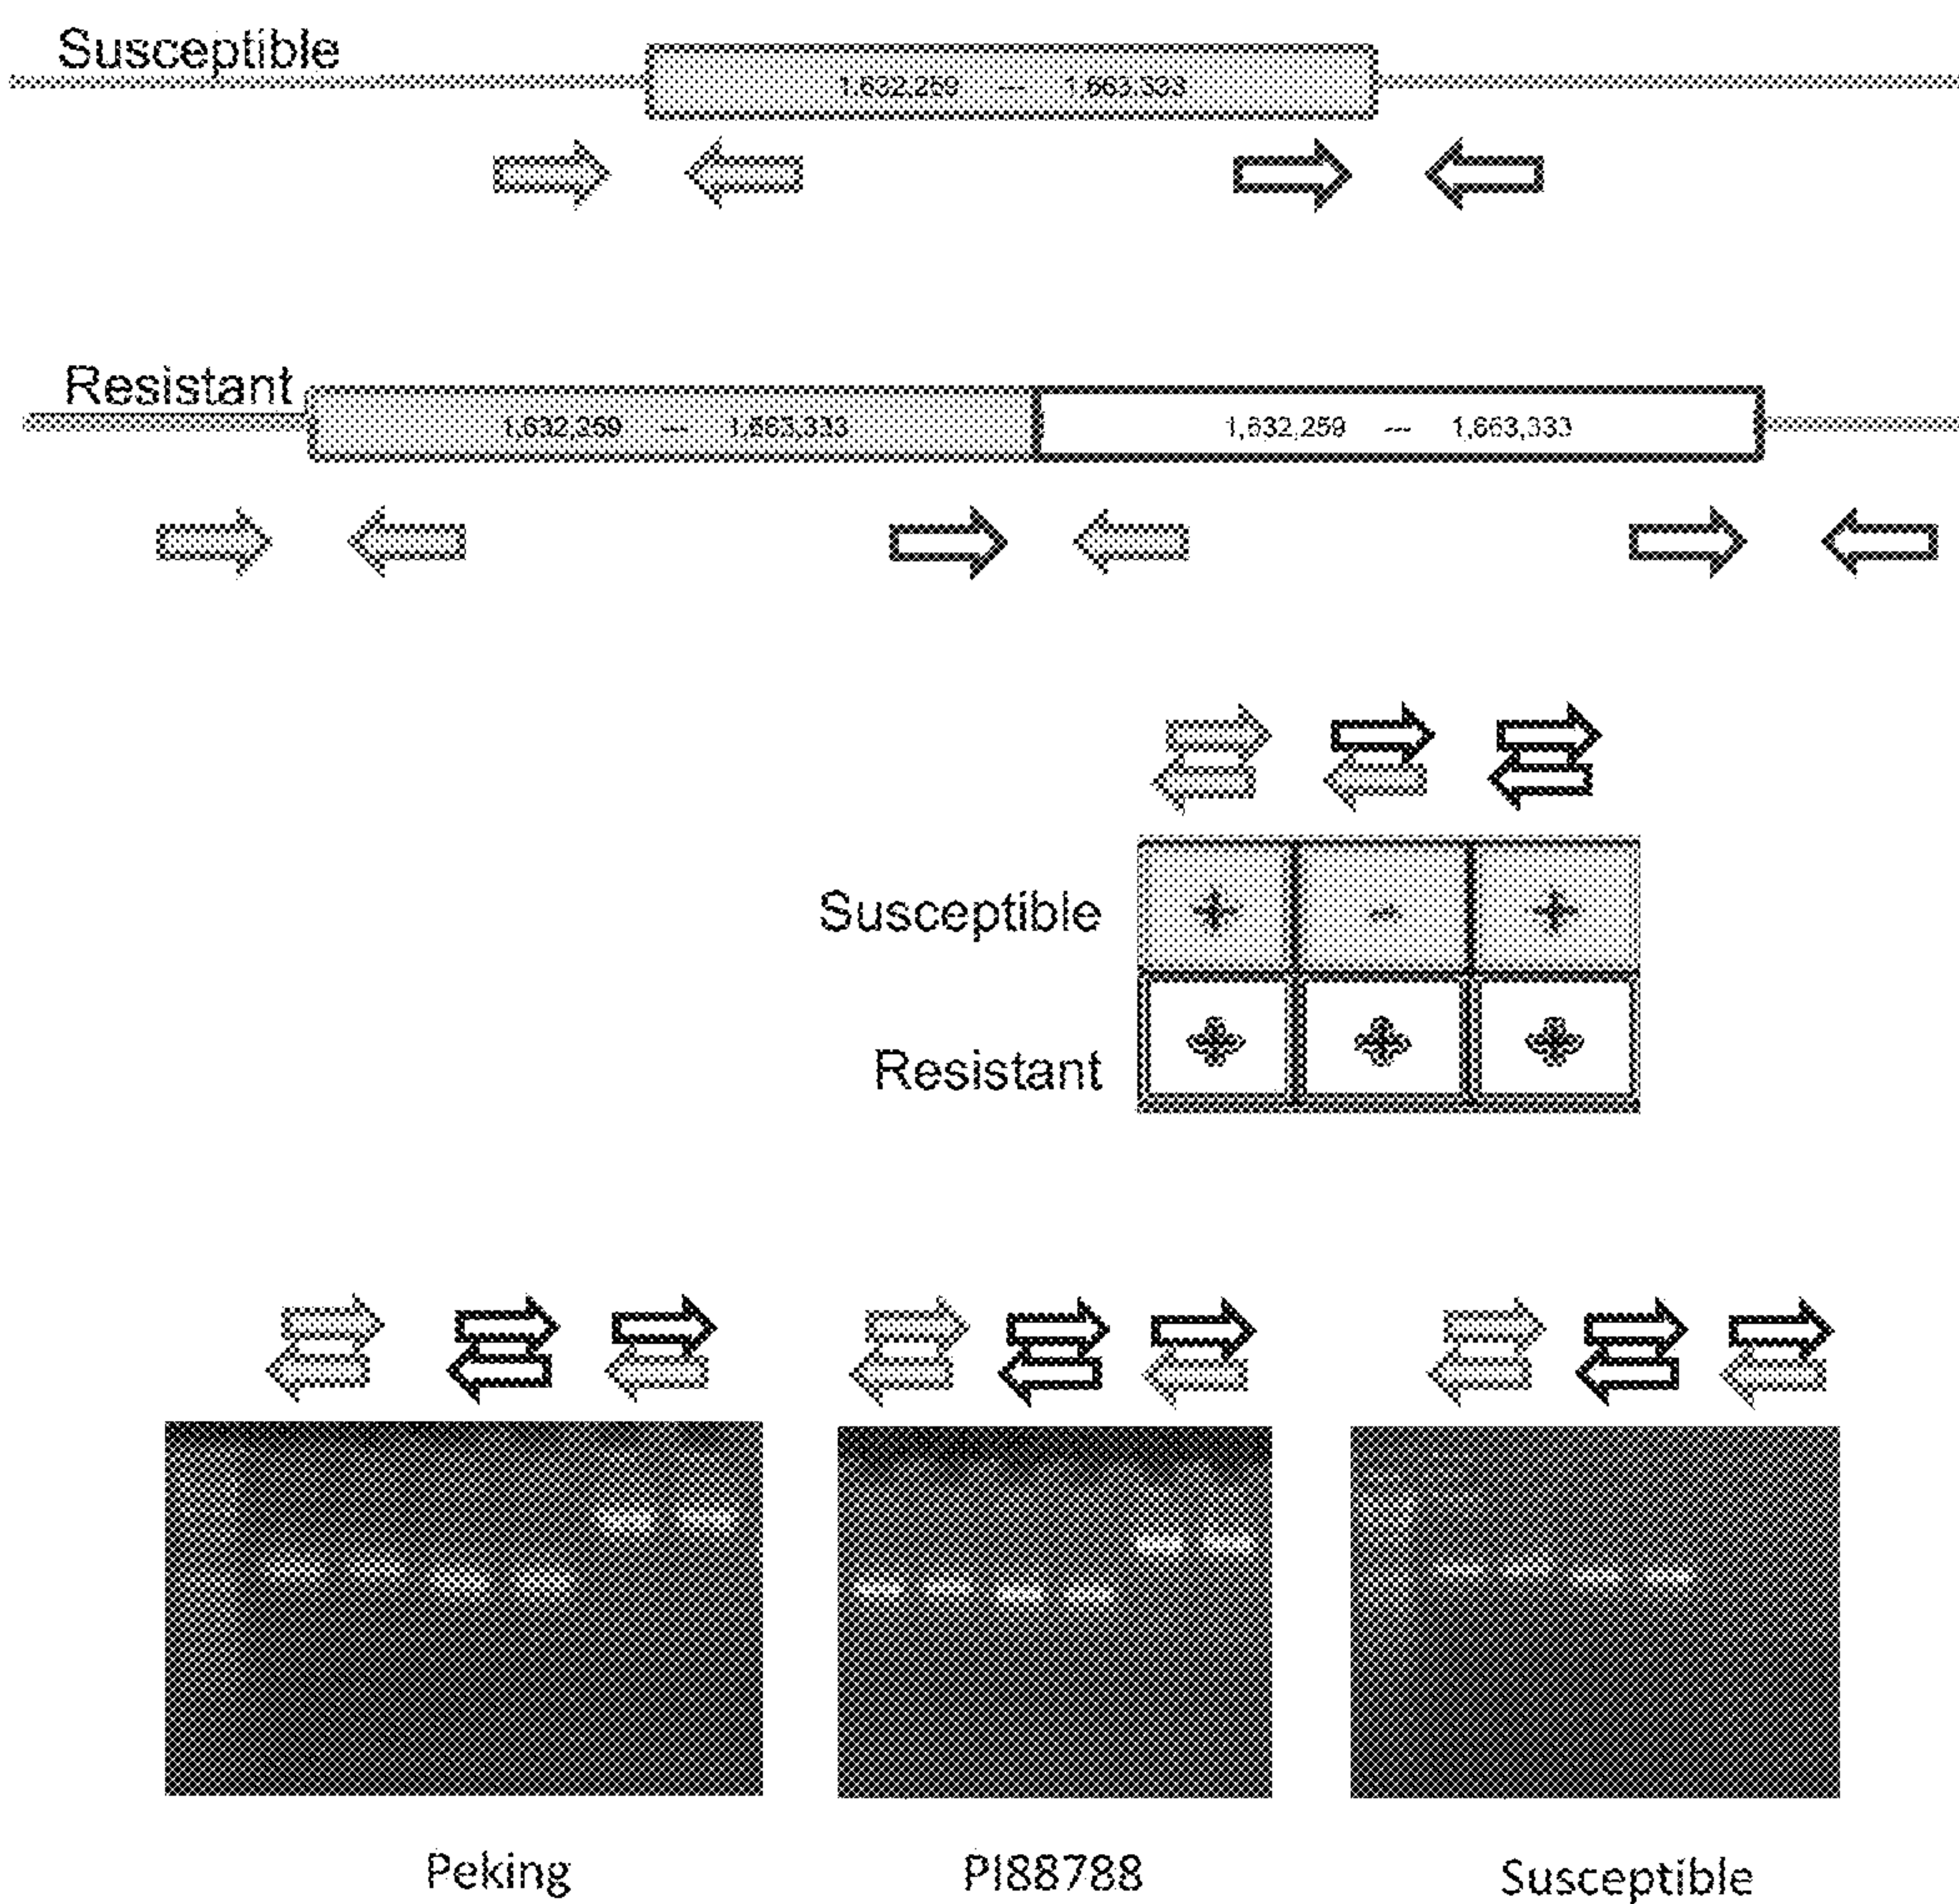 Susceptible
1,632,259 --- 1,663,333
Resistant
1,632,259 --- 1,663,333
1,632,259 --- 1,663,333
Susceptible
+ - +
Resistant
+ + +
Peking
PI88788
Susceptible